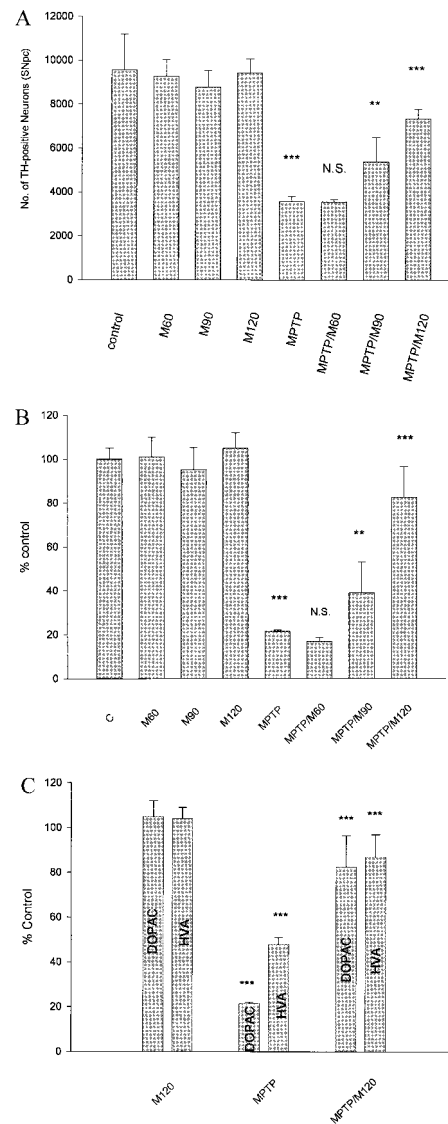 A
12000
10000
8000
6000
4000
2000
0
No. of TH-positive Neurons (SNpc)
***
N.S.
**
***
control
M60
M90
M120
MPTP
MPTP/M60
MPTP/M90
MPTP/M120
B
120
100
80
60
40
20
0
% control
***
N.S.
**
***
C
M60
M90
M120
MPTP
MPTP/M60
MPTP/M90
MPTP/M120
C
120
100
80
60
40
20
0
% Control
***
***
***
***
DOPAC
HVA
DOPAC
HVA
DOPAC
HVA
M120
MPTP
MPTP/M120